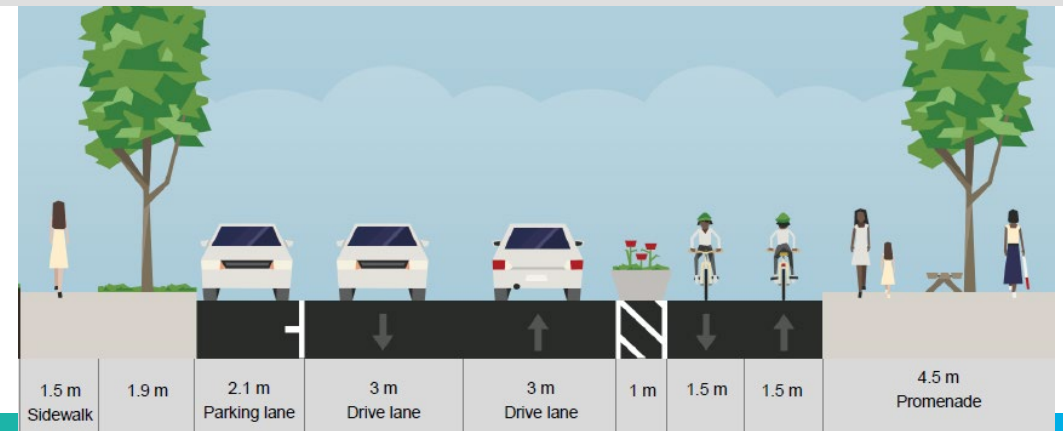 1.5 m
Sidewalk
1.9 m
2.1 m
Parking lane
3 m
Drive lane
3 m
Drive lane
1 m
1.5 m
1.5 m
4.5 m
Promenade